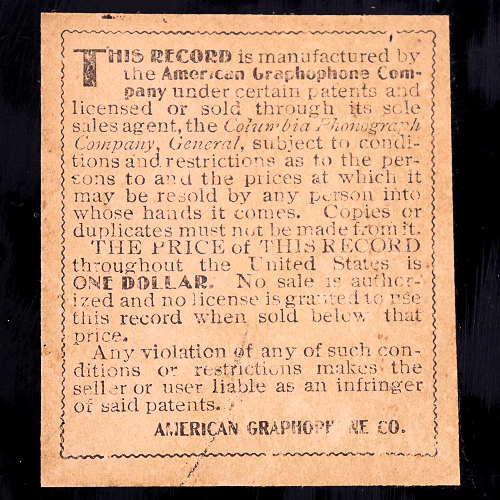 THIS RECORD is manufactured by
the American Graphophone Com-
pany under certain patents and
licensed or sold through its sole
sales agent, the Columbia Phonograph
Company, General, subject to condi-
tions and restrictions as to the per-
sons to and the prices at which it
may be resold by any person into
whose hands it comes. Copies or
duplicates must not be made from it.
THE PRICE of THIS RECORD
throughout the United States is
ONE DOLLAR. No sale is author-
ized and no license is granted to use
this record when sold below that
price.
Any violation of any of such con-
ditions or restrictions makes the
seller or user liable as an infringer
of said patents.
AMERICAN GRAPHOPHONE CO.